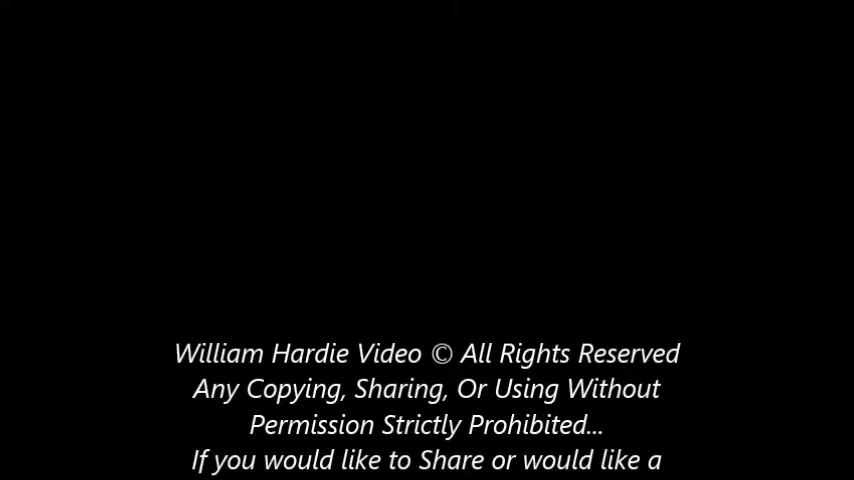 William Hardie Video © All Rights Reserved
Any Copying, Sharing, Or Using Without
Permission Strictly Prohibited...
If you would like to Share or would like a